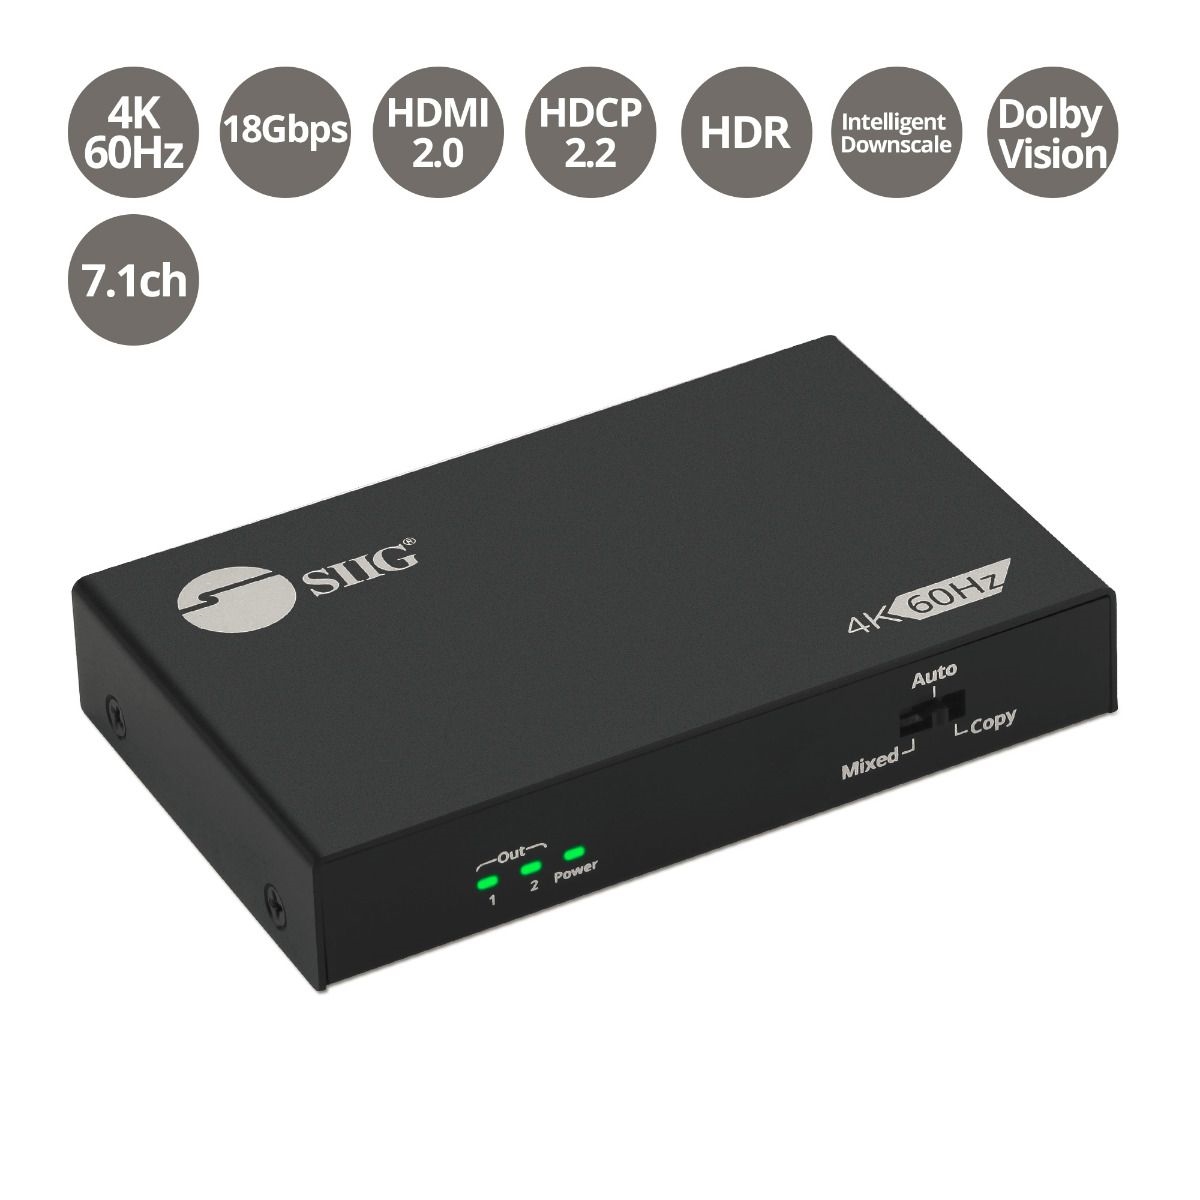 4K
60Hz
18Gbps
HDMI
2.0
HDCP
2.2
HDR
Intelligent
Downscale
Dolby
Vision
7.1ch
SIIG®
4K 60Hz
Auto
Copy
Mixed
Out
1
2
Power